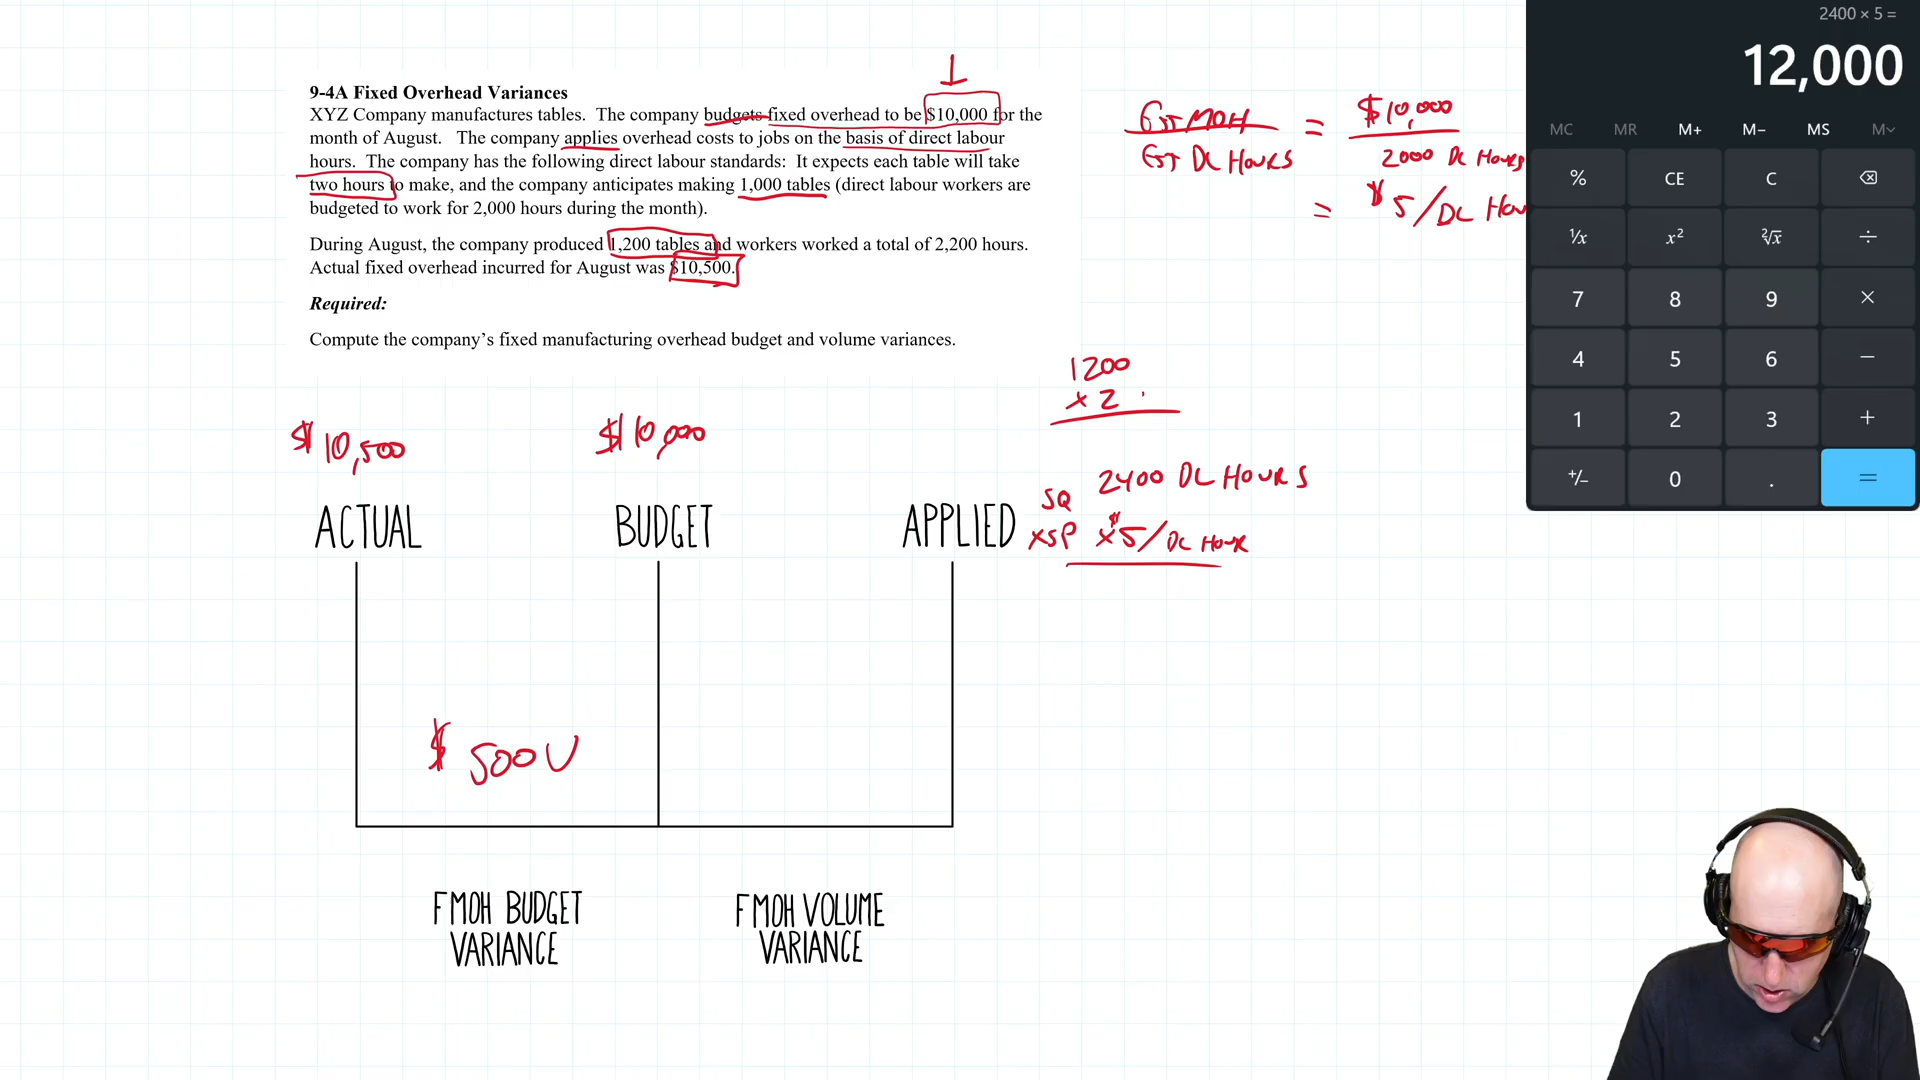 9-4A Fixed Overhead Variances
XYZ Company manufactures tables. The company budgets fixed overhead to be $10,000 for the
month of August. The company applies overhead costs to jobs on the basis of direct labour
hours. The company has the following direct labour standards: It expects each table will take
two hours to make, and the company anticipates making 1,000 tables (direct labour workers are
budgeted to work for 2,000 hours during the month).
During August, the company produced 1,200 tables and workers worked a total of 2,200 hours.
Actual fixed overhead incurred for August was $10,500.
Required:
Compute the company's fixed manufacturing overhead budget and volume variances.
EST MOH = $10,000
EST DL HOURS 2000 DL HOURS
= $5/DL HOU
1200
x 2
2400 DL HOURS
SQ
xSP x$5/DL HOUR
$10,500 $10,000
ACTUAL BUDGET APPLIED
$ 500 U
FMOH BUDGET
VARIANCE
FMOH VOLUME
VARIANCE
2400 × 5 =
12,000
MC MR M+ M− MS M˅
% CE C
¹/x x² ²√x ÷
7 8 9 ×
4 5 6 −
1 2 3 +
+/− 0 . =